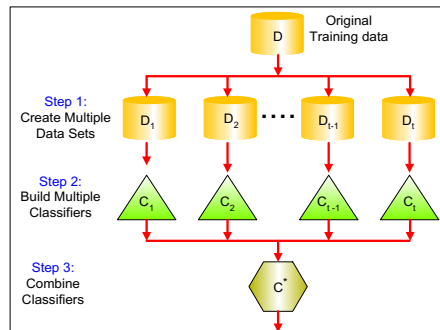 Original
Training data
D
Step 1:
Create Multiple
Data Sets
D1
D2
....
Dt-1
Dt
Step 2:
Build Multiple
Classifiers
C1
C2
Ct-1
Ct
Step 3:
Combine
Classifiers
C*